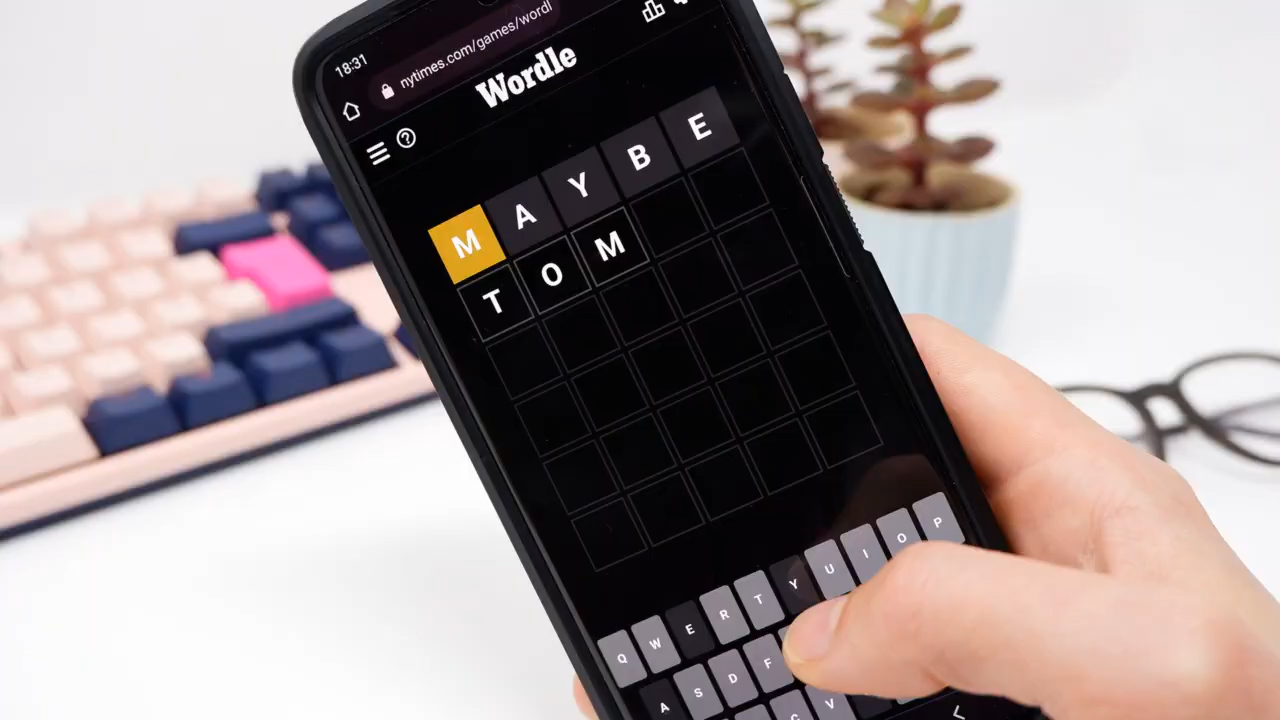 18:31
nytimes.com/games/wordl
Wordle
M A Y B E
T O M
Q W E R T Y U I O P
A S D F
C V